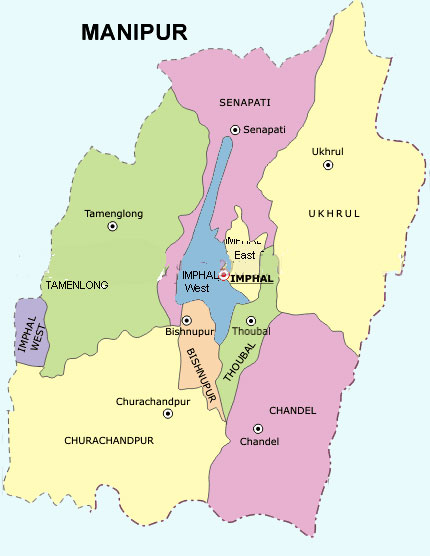 MANIPUR
SENAPATI
Senapati
Ukhrul
Tamenglong
UKHRUL
IMPHAL
East
IMPHAL
West
IMPHAL
TAMENLONG
IMPHAL
WEST
Bishnupur
Thoubal
BISHNUPUR
THOUBAL
Churachandpur
CHANDEL
CHURACHANDPUR
Chandel